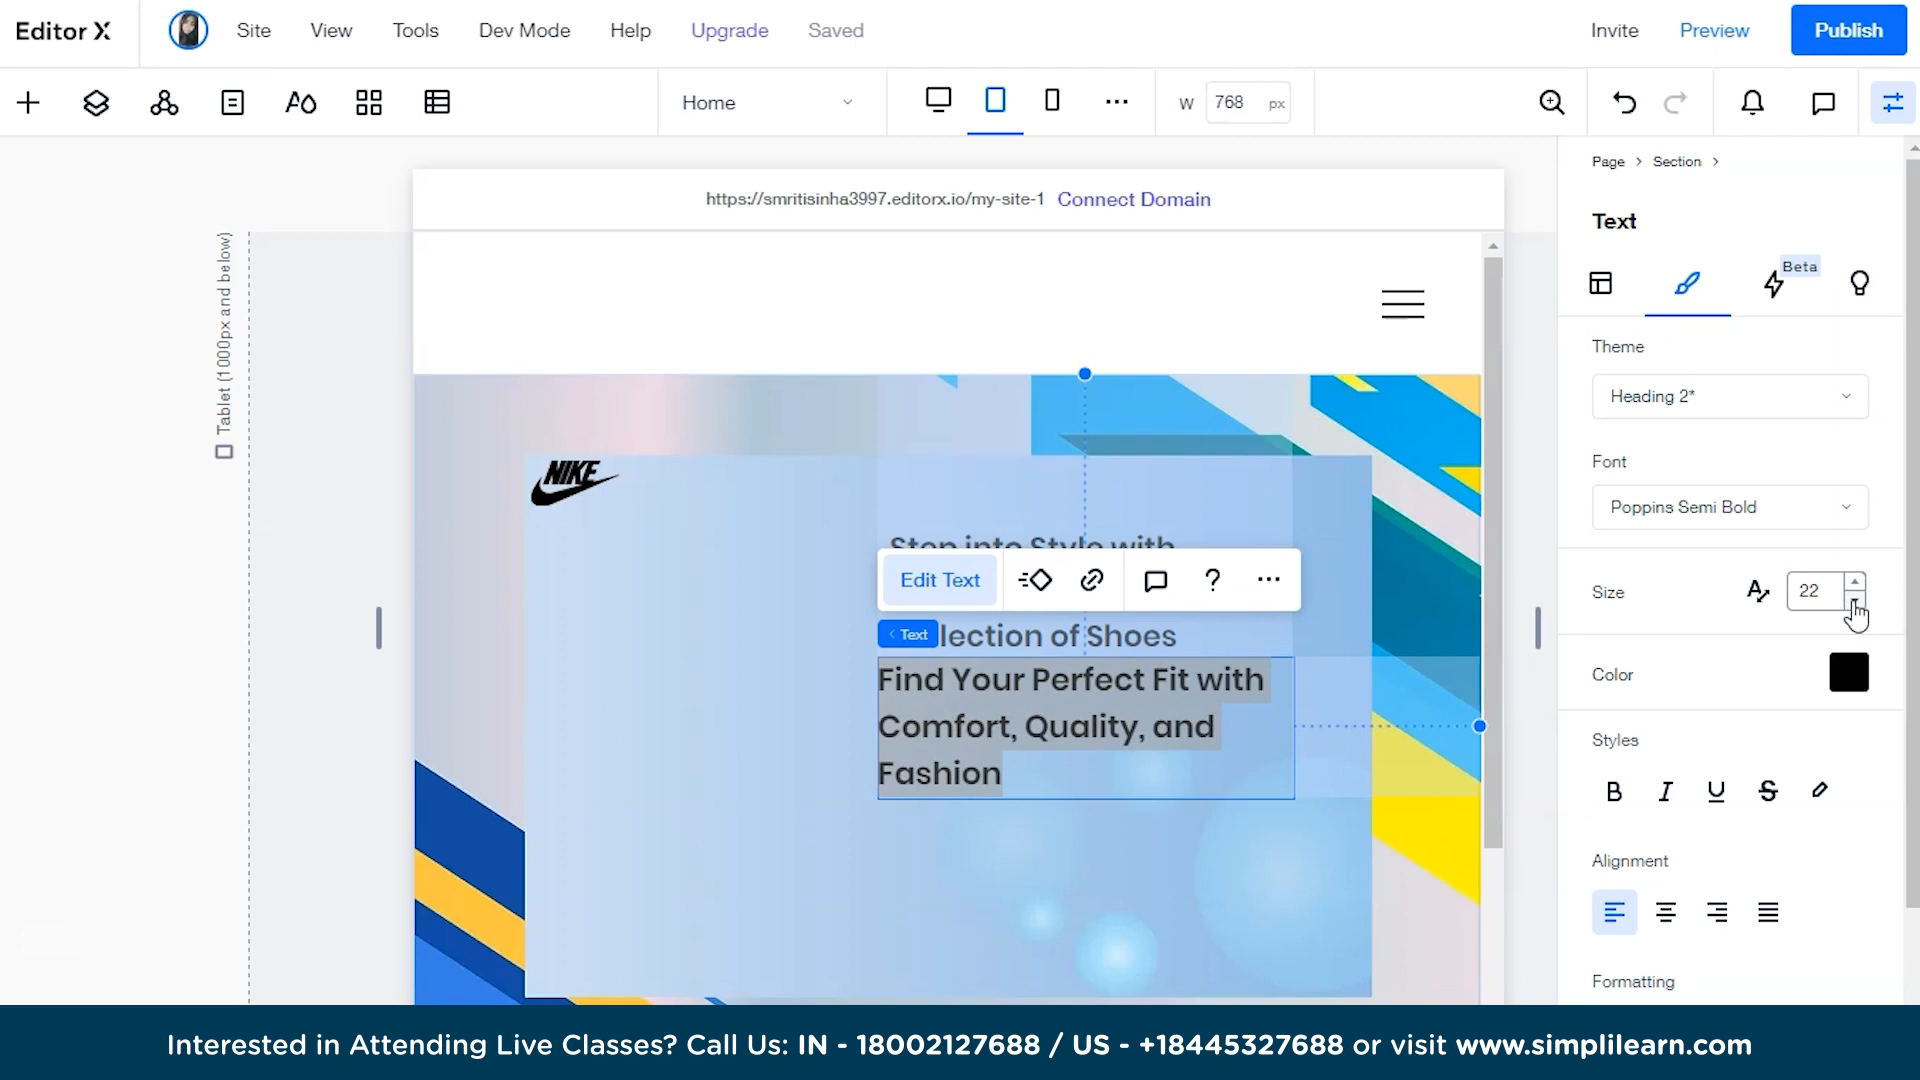 Editor X
Site
View
Tools
Dev Mode
Help
Upgrade
Saved
Invite
Preview
Publish
Home
W 768 px
Page > Section >
https://smritisinha3997.editorx.io/my-site-1 Connect Domain
Text
Tablet (1000px and below)
Beta
Theme
Heading 2*
Font
Poppins Semi Bold
NIKE
Step into Style with
Edit Text
?
Size
22
< Text
lection of Shoes
Find Your Perfect Fit with
Comfort, Quality, and
Fashion
Color
Styles
B I U S
Alignment
Formatting
Interested in Attending Live Classes? Call Us: IN - 18002127688 / US - +18445327688 or visit www.simplilearn.com